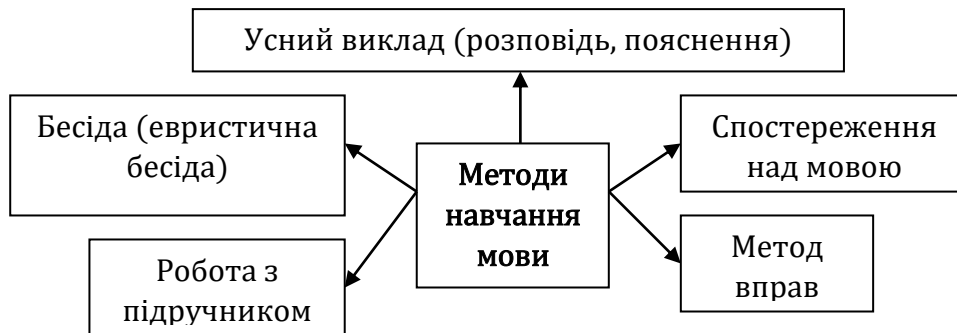 Усний виклад (розповідь, пояснення)
Бесіда (евристична
бесіда)
Спостереження
над мовою
Методи
навчання
мови
Робота з
підручником
Метод
вправ